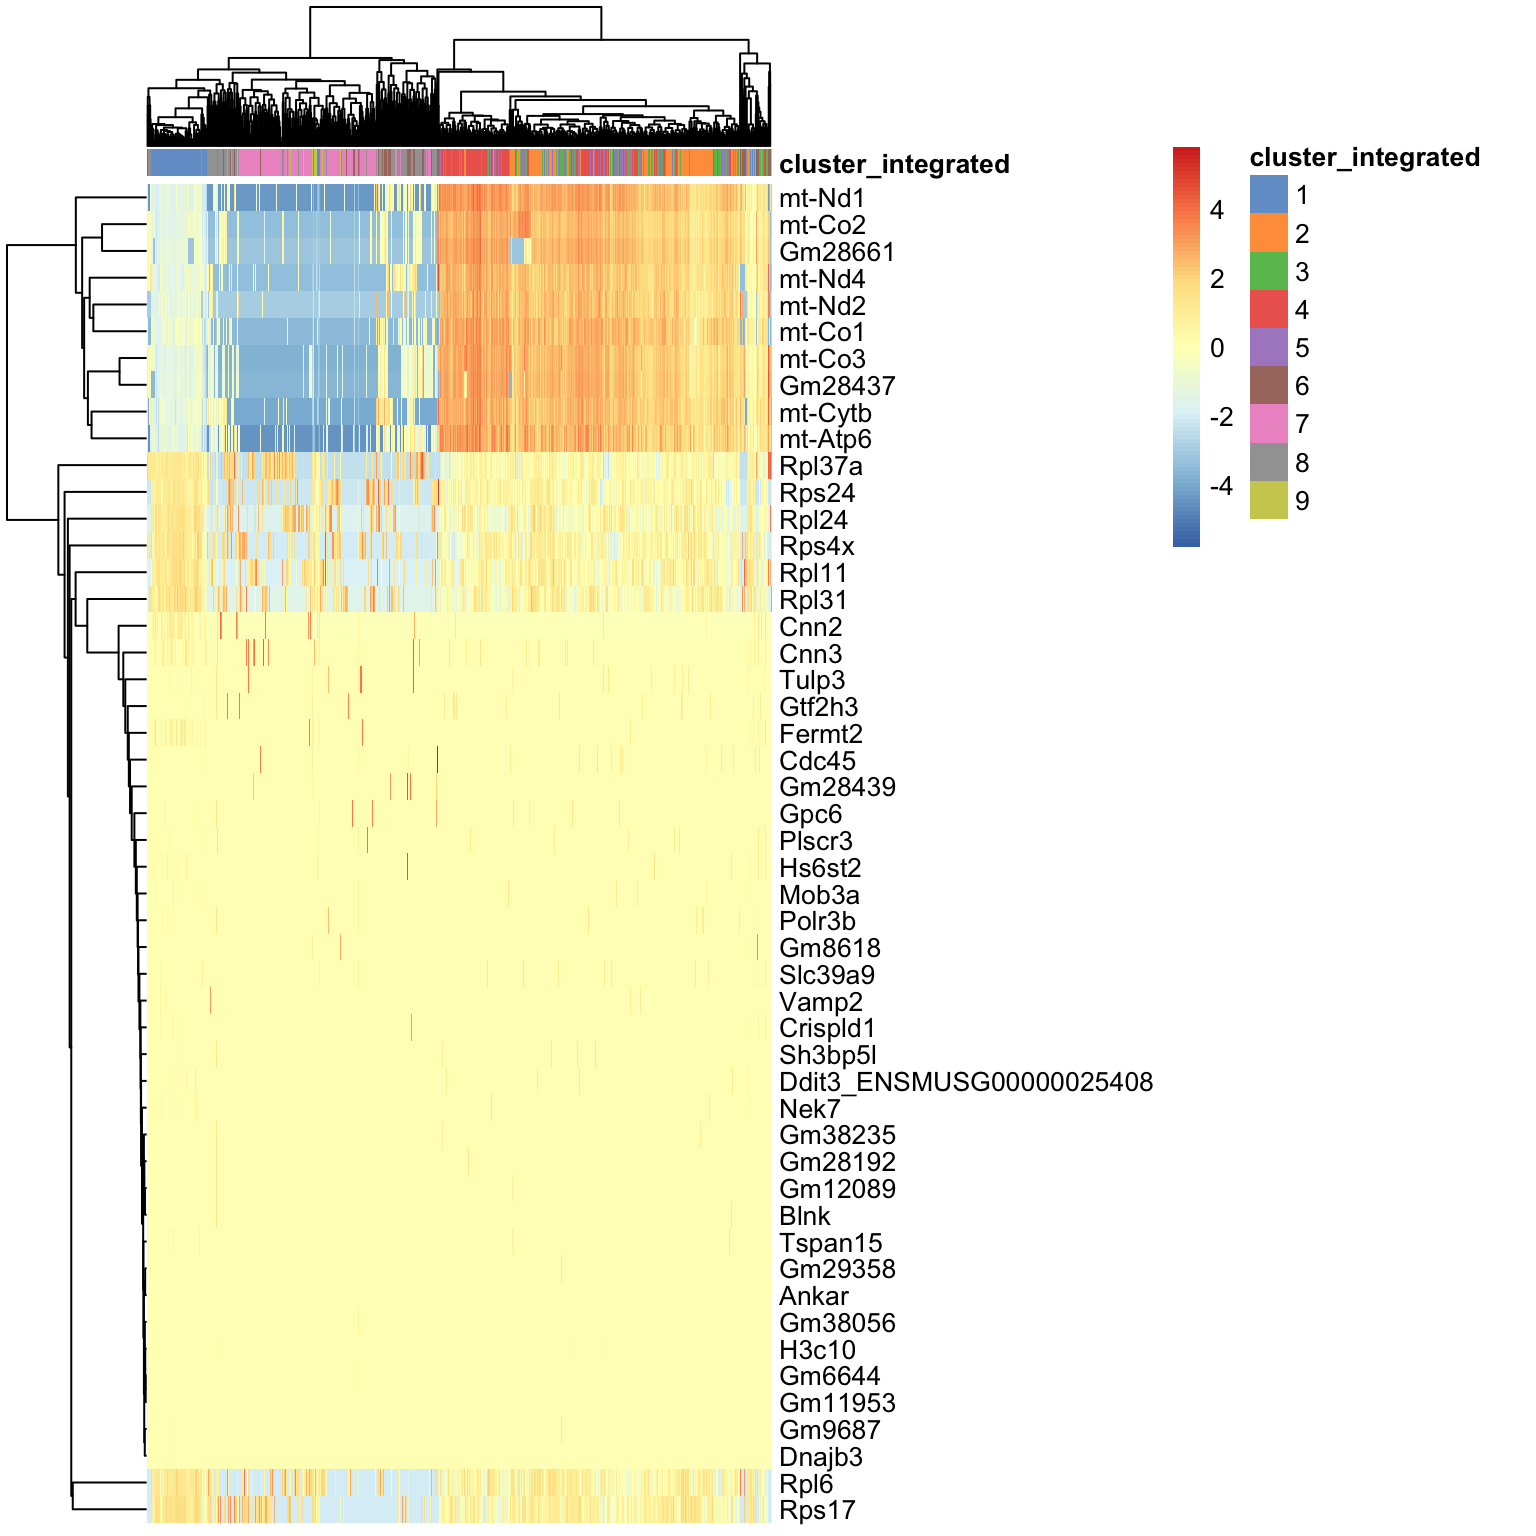 cluster_integrated
mt-Nd1
mt-Co2
Gm28661
mt-Nd4
mt-Nd2
mt-Co1
mt-Co3
Gm28437
mt-Cytb
mt-Atp6
Rpl37a
Rps24
Rpl24
Rps4x
Rpl11
Rpl31
Cnn2
Cnn3
Tulp3
Gtf2h3
Fermt2
Cdc45
Gm28439
Gpc6
Plscr3
Hs6st2
Mob3a
Polr3b
Gm8618
Slc39a9
Vamp2
Crispld1
Sh3bp5l
Ddit3_ENSMUSG00000025408
Nek7
Gm38235
Gm28192
Gm12089
Blnk
Tspan15
Gm29358
Ankar
Gm38056
H3c10
Gm6644
Gm11953
Gm9687
Dnajb3
Rpl6
Rps17
4
2
0
-2
-4
cluster_integrated
1
2
3
4
5
6
7
8
9